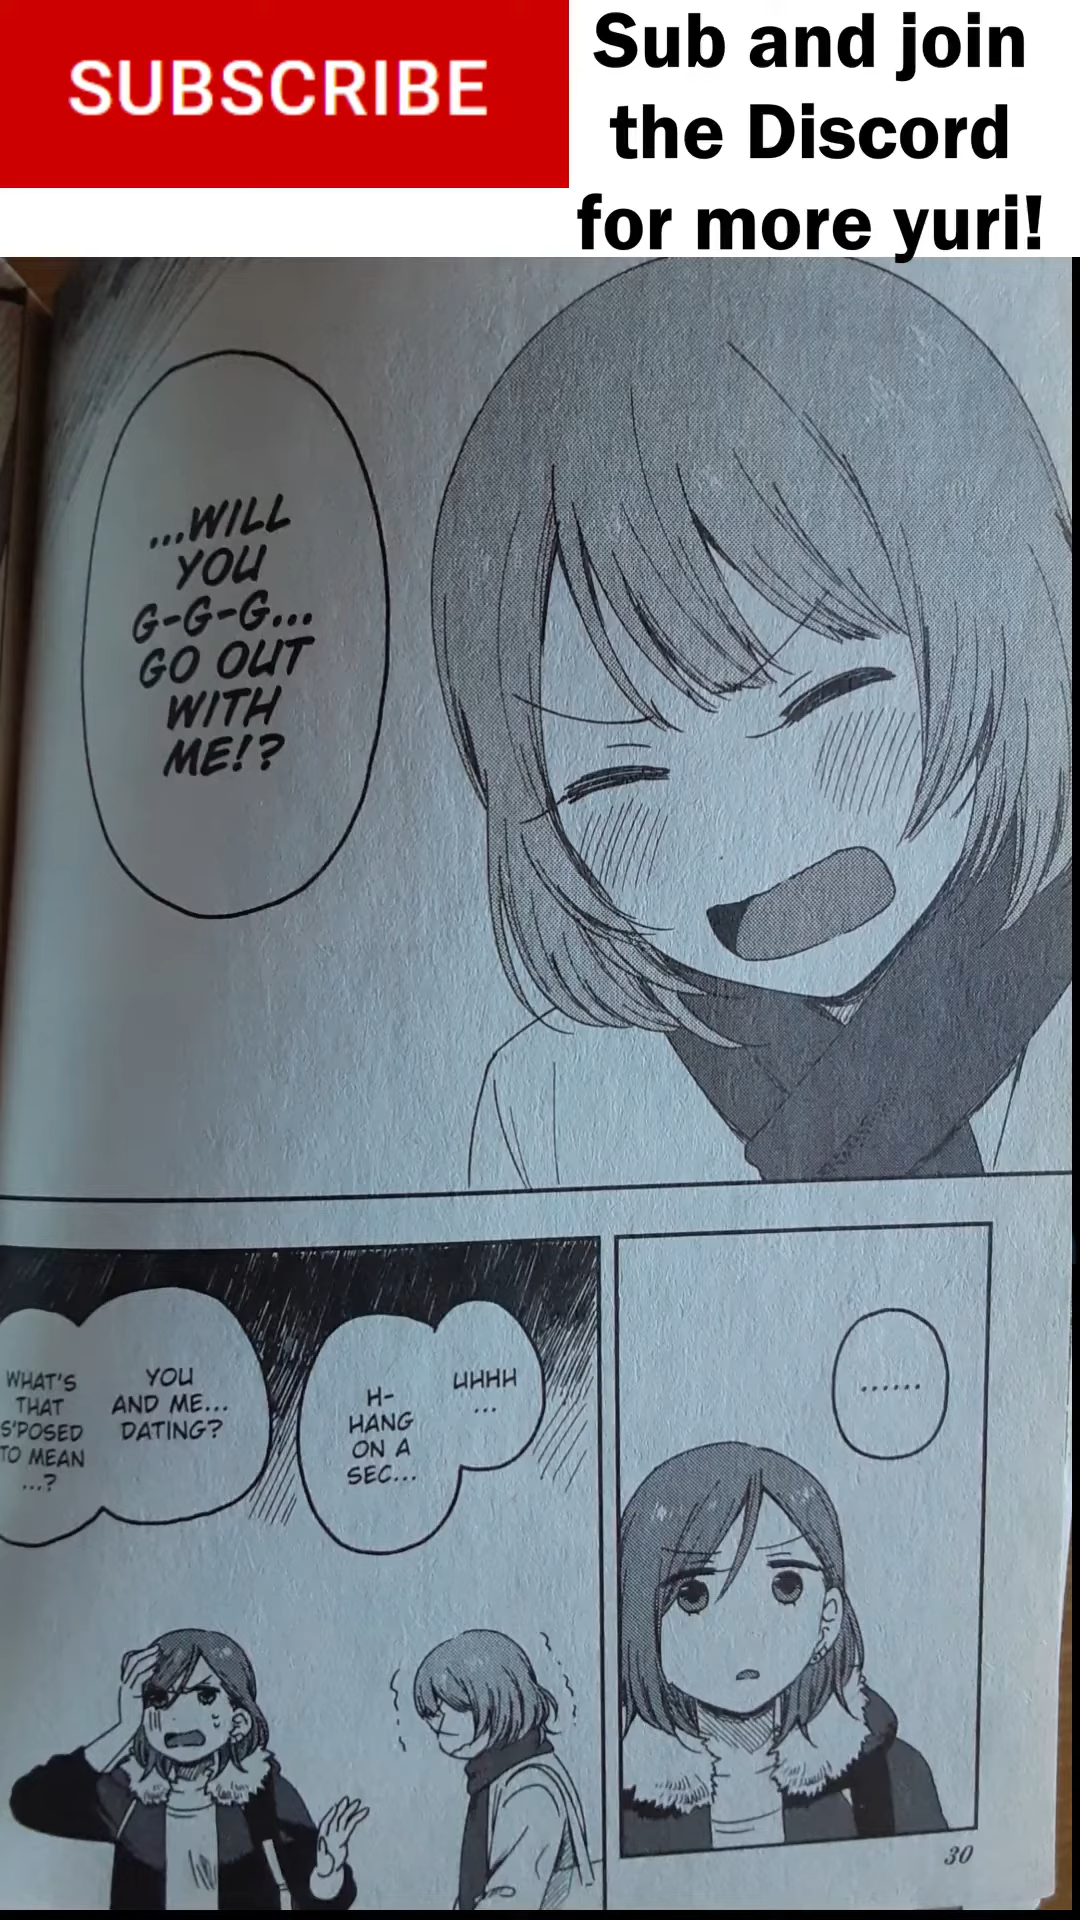 SUBSCRIBE
Sub and join
the Discord
for more yuri!
...WILL
YOU
G-G-G...
GO OUT
WITH
ME!?
......
UHHH
...
H-
HANG
ON A
SEC...
YOU
AND ME...
DATING?
WHAT'S
THAT
S'POSED
TO MEAN
...?
30